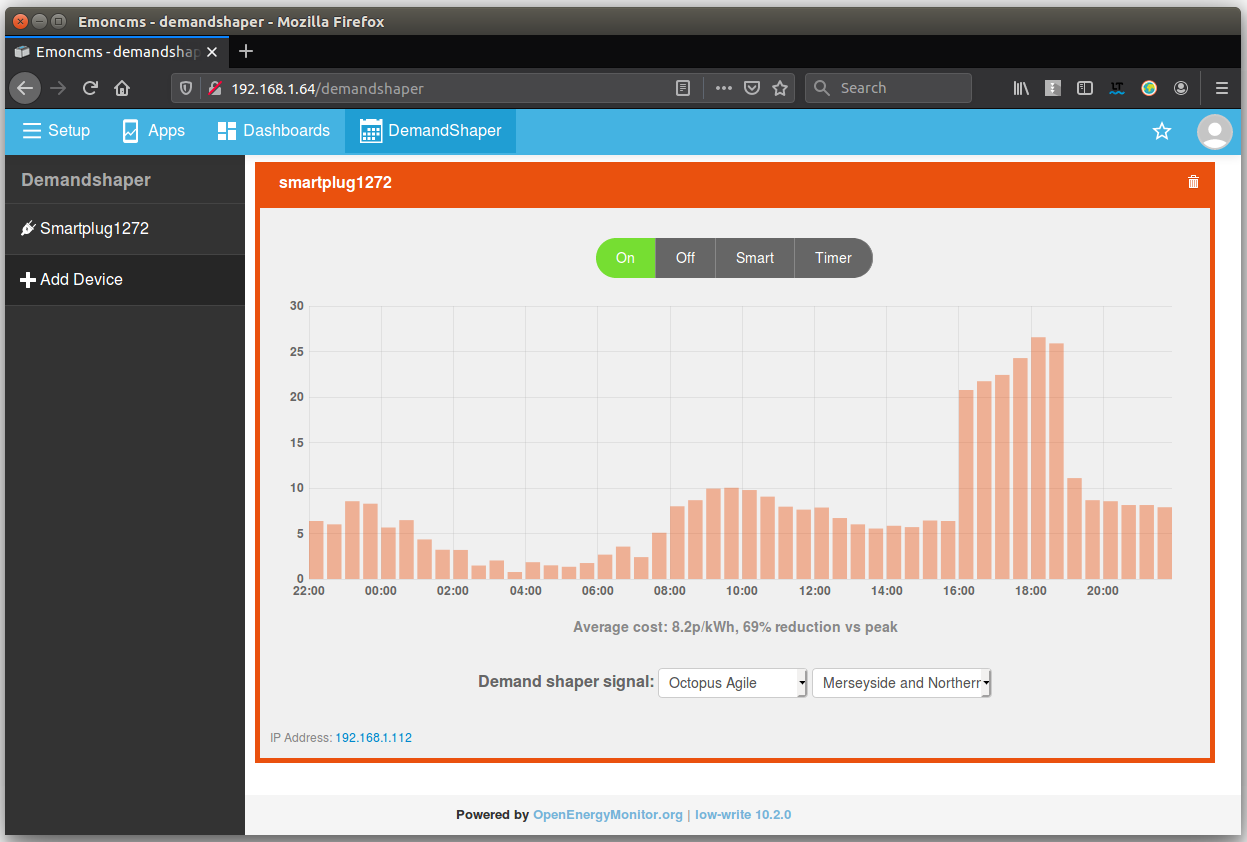 Emoncms - demandshaper - Mozilla Firefox
Emoncms - demandshap
192.168.1.64/demandshaper
Search
Setup
Apps
Dashboards
DemandShaper
Demandshaper
Smartplug1272
Add Device
smartplug1272
On
Off
Smart
Timer
30
25
20
15
10
5
0
22:00 00:00 02:00 04:00 06:00 08:00 10:00 12:00 14:00 16:00 18:00 20:00
Average cost: 8.2p/kWh, 69% reduction vs peak
Demand shaper signal: Octopus Agile Merseyside and Northern
IP Address: 192.168.1.112
Powered by OpenEnergyMonitor.org | low-write 10.2.0